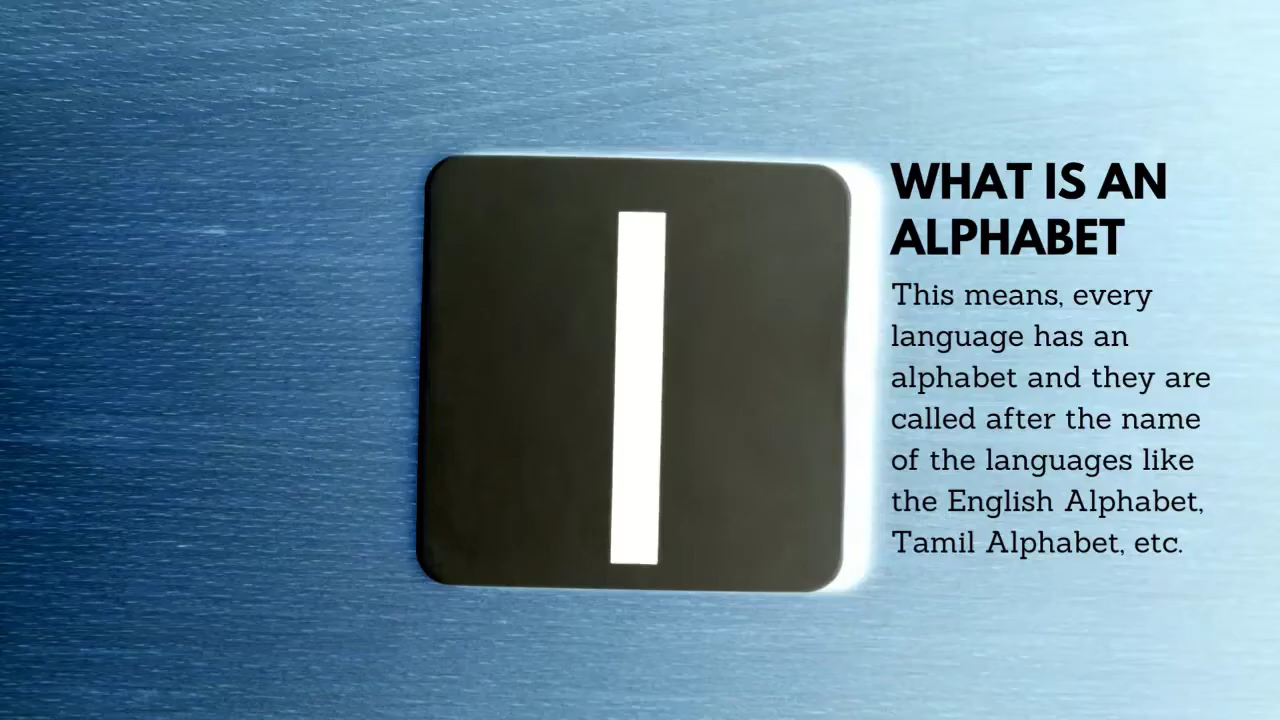 I
WHAT IS AN
ALPHABET
This means, every
language has an
alphabet and they are
called after the name
of the languages like
the English Alphabet,
Tamil Alphabet, etc.